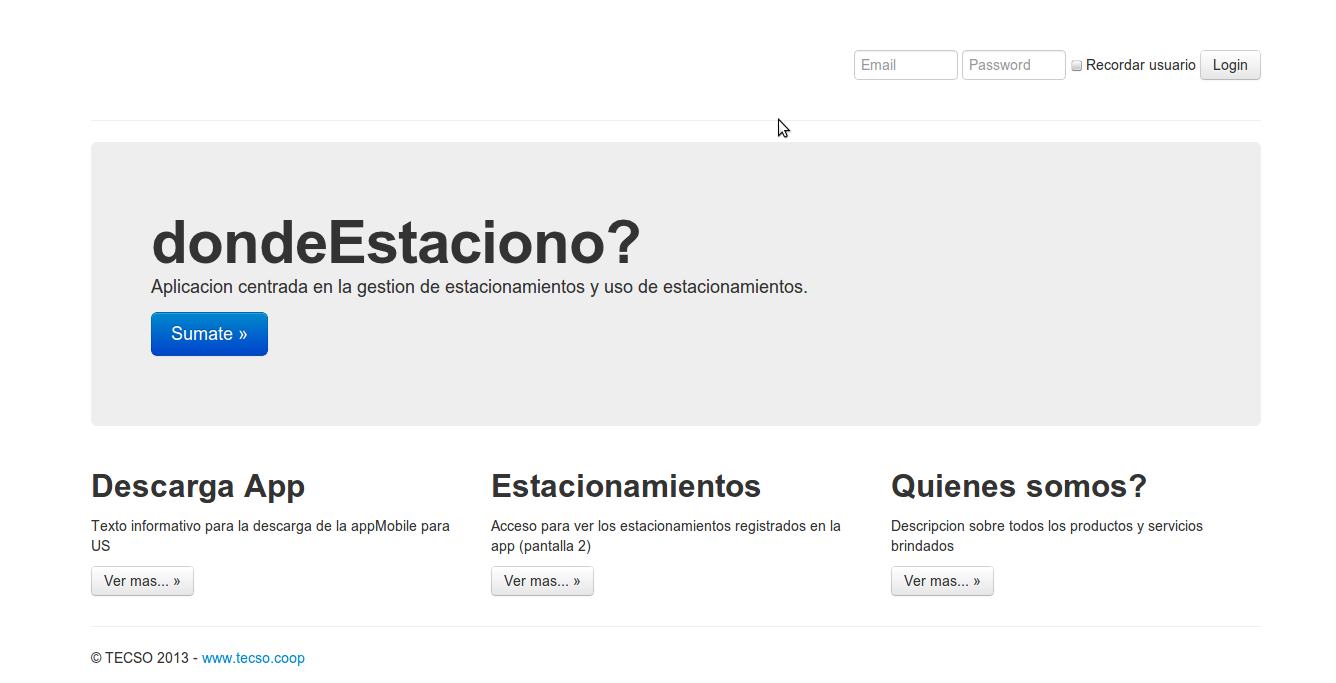 Email Password Recordar usuario Login
dondeEstaciono?
Aplicacion centrada en la gestion de estacionamientos y uso de estacionamientos.
Sumate »
Descarga App
Texto informativo para la descarga de la appMobile para
US
Ver mas... »
Estacionamientos
Acceso para ver los estacionamientos registrados en la
app (pantalla 2)
Ver mas... »
Quienes somos?
Descripcion sobre todos los productos y servicios
brindados
Ver mas... »
© TECSO 2013 - www.tecso.coop